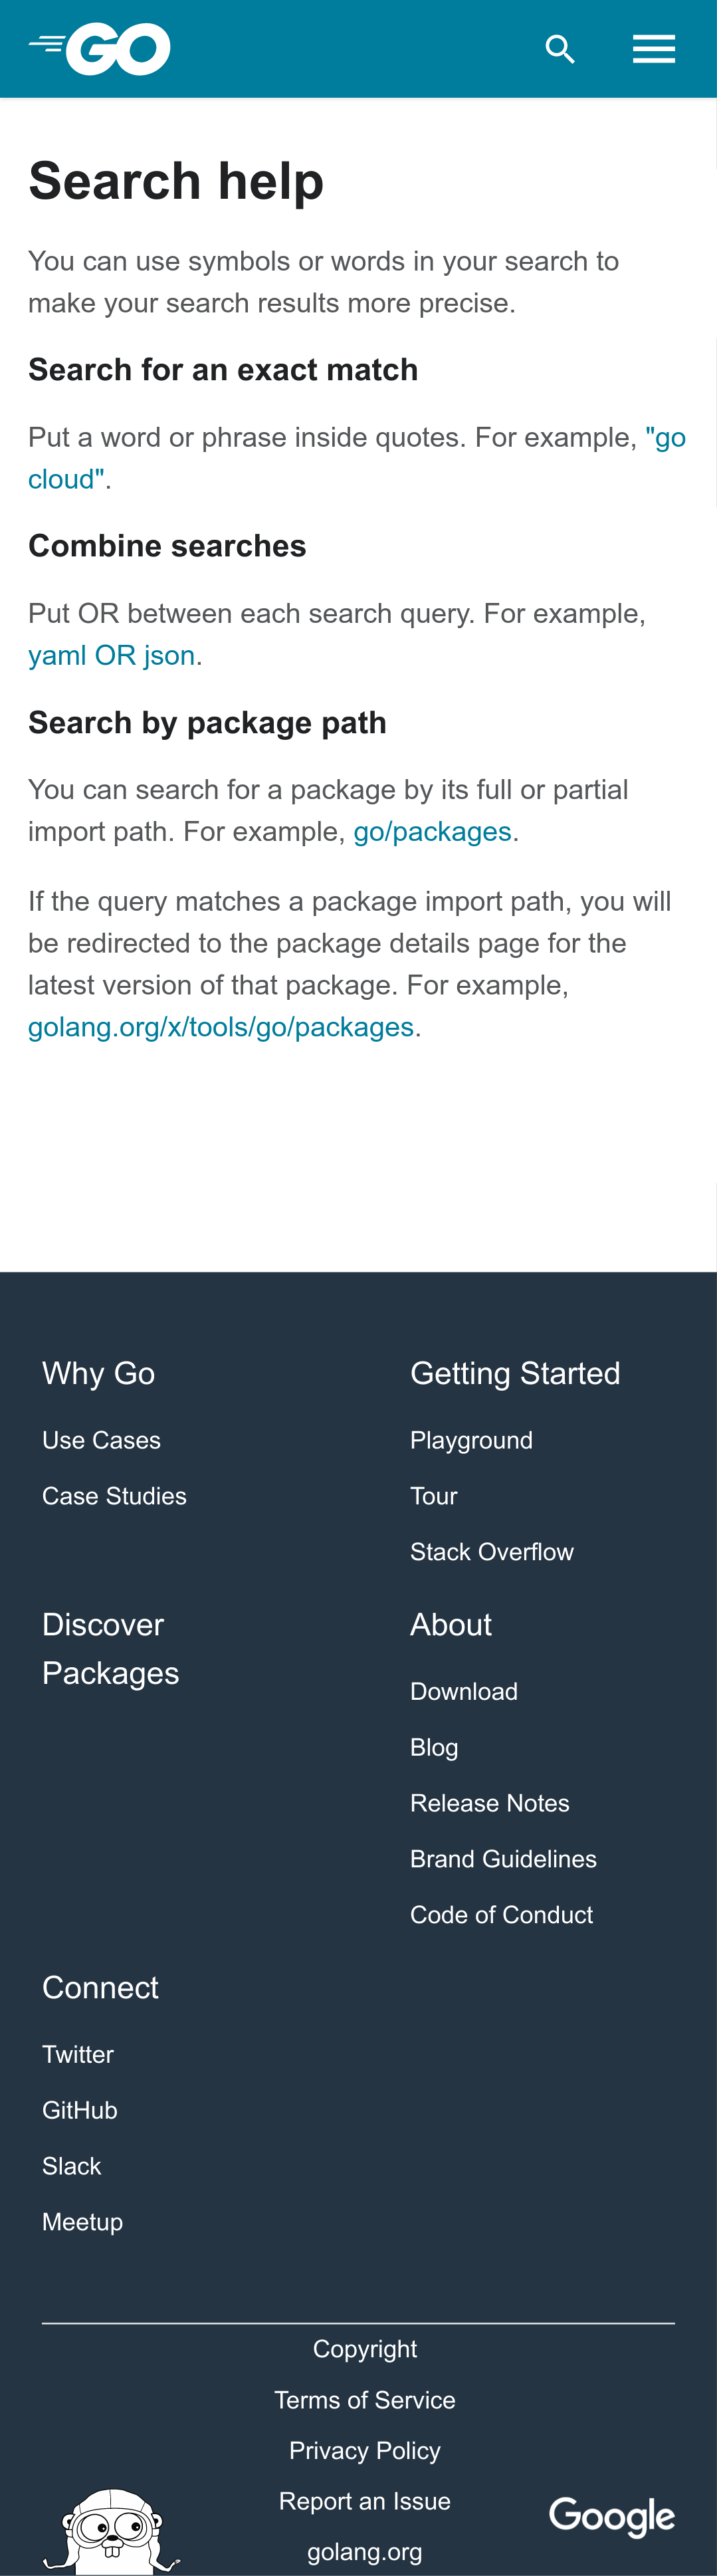 GO
Search help
You can use symbols or words in your search to
make your search results more precise.
Search for an exact match
Put a word or phrase inside quotes. For example, "go
cloud".
Combine searches
Put OR between each search query. For example,
yaml OR json.
Search by package path
You can search for a package by its full or partial
import path. For example, go/packages.
If the query matches a package import path, you will
be redirected to the package details page for the
latest version of that package. For example,
golang.org/x/tools/go/packages.
Why Go
Use Cases
Case Studies
Getting Started
Playground
Tour
Stack Overflow
Discover
Packages
About
Download
Blog
Release Notes
Brand Guidelines
Code of Conduct
Connect
Twitter
GitHub
Slack
Meetup
Copyright
Terms of Service
Privacy Policy
Report an Issue
golang.org
Google